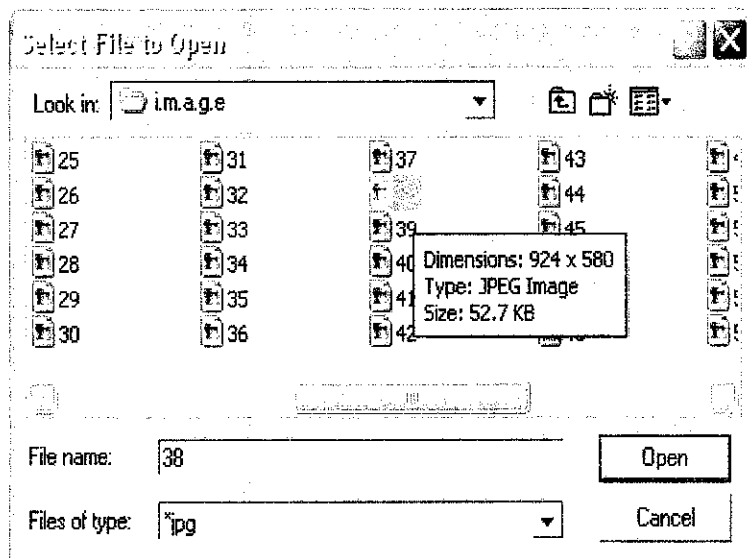 Select File to Open
Look in: i.m.a.g.e
25 31 37 43
26 32 44
27 33 39 45
28 34 40
29 35 41
30 36 42
Dimensions: 924 x 580
Type: JPEG Image
Size: 52.7 KB
File name: 38 Open
Files of type: *jpg Cancel